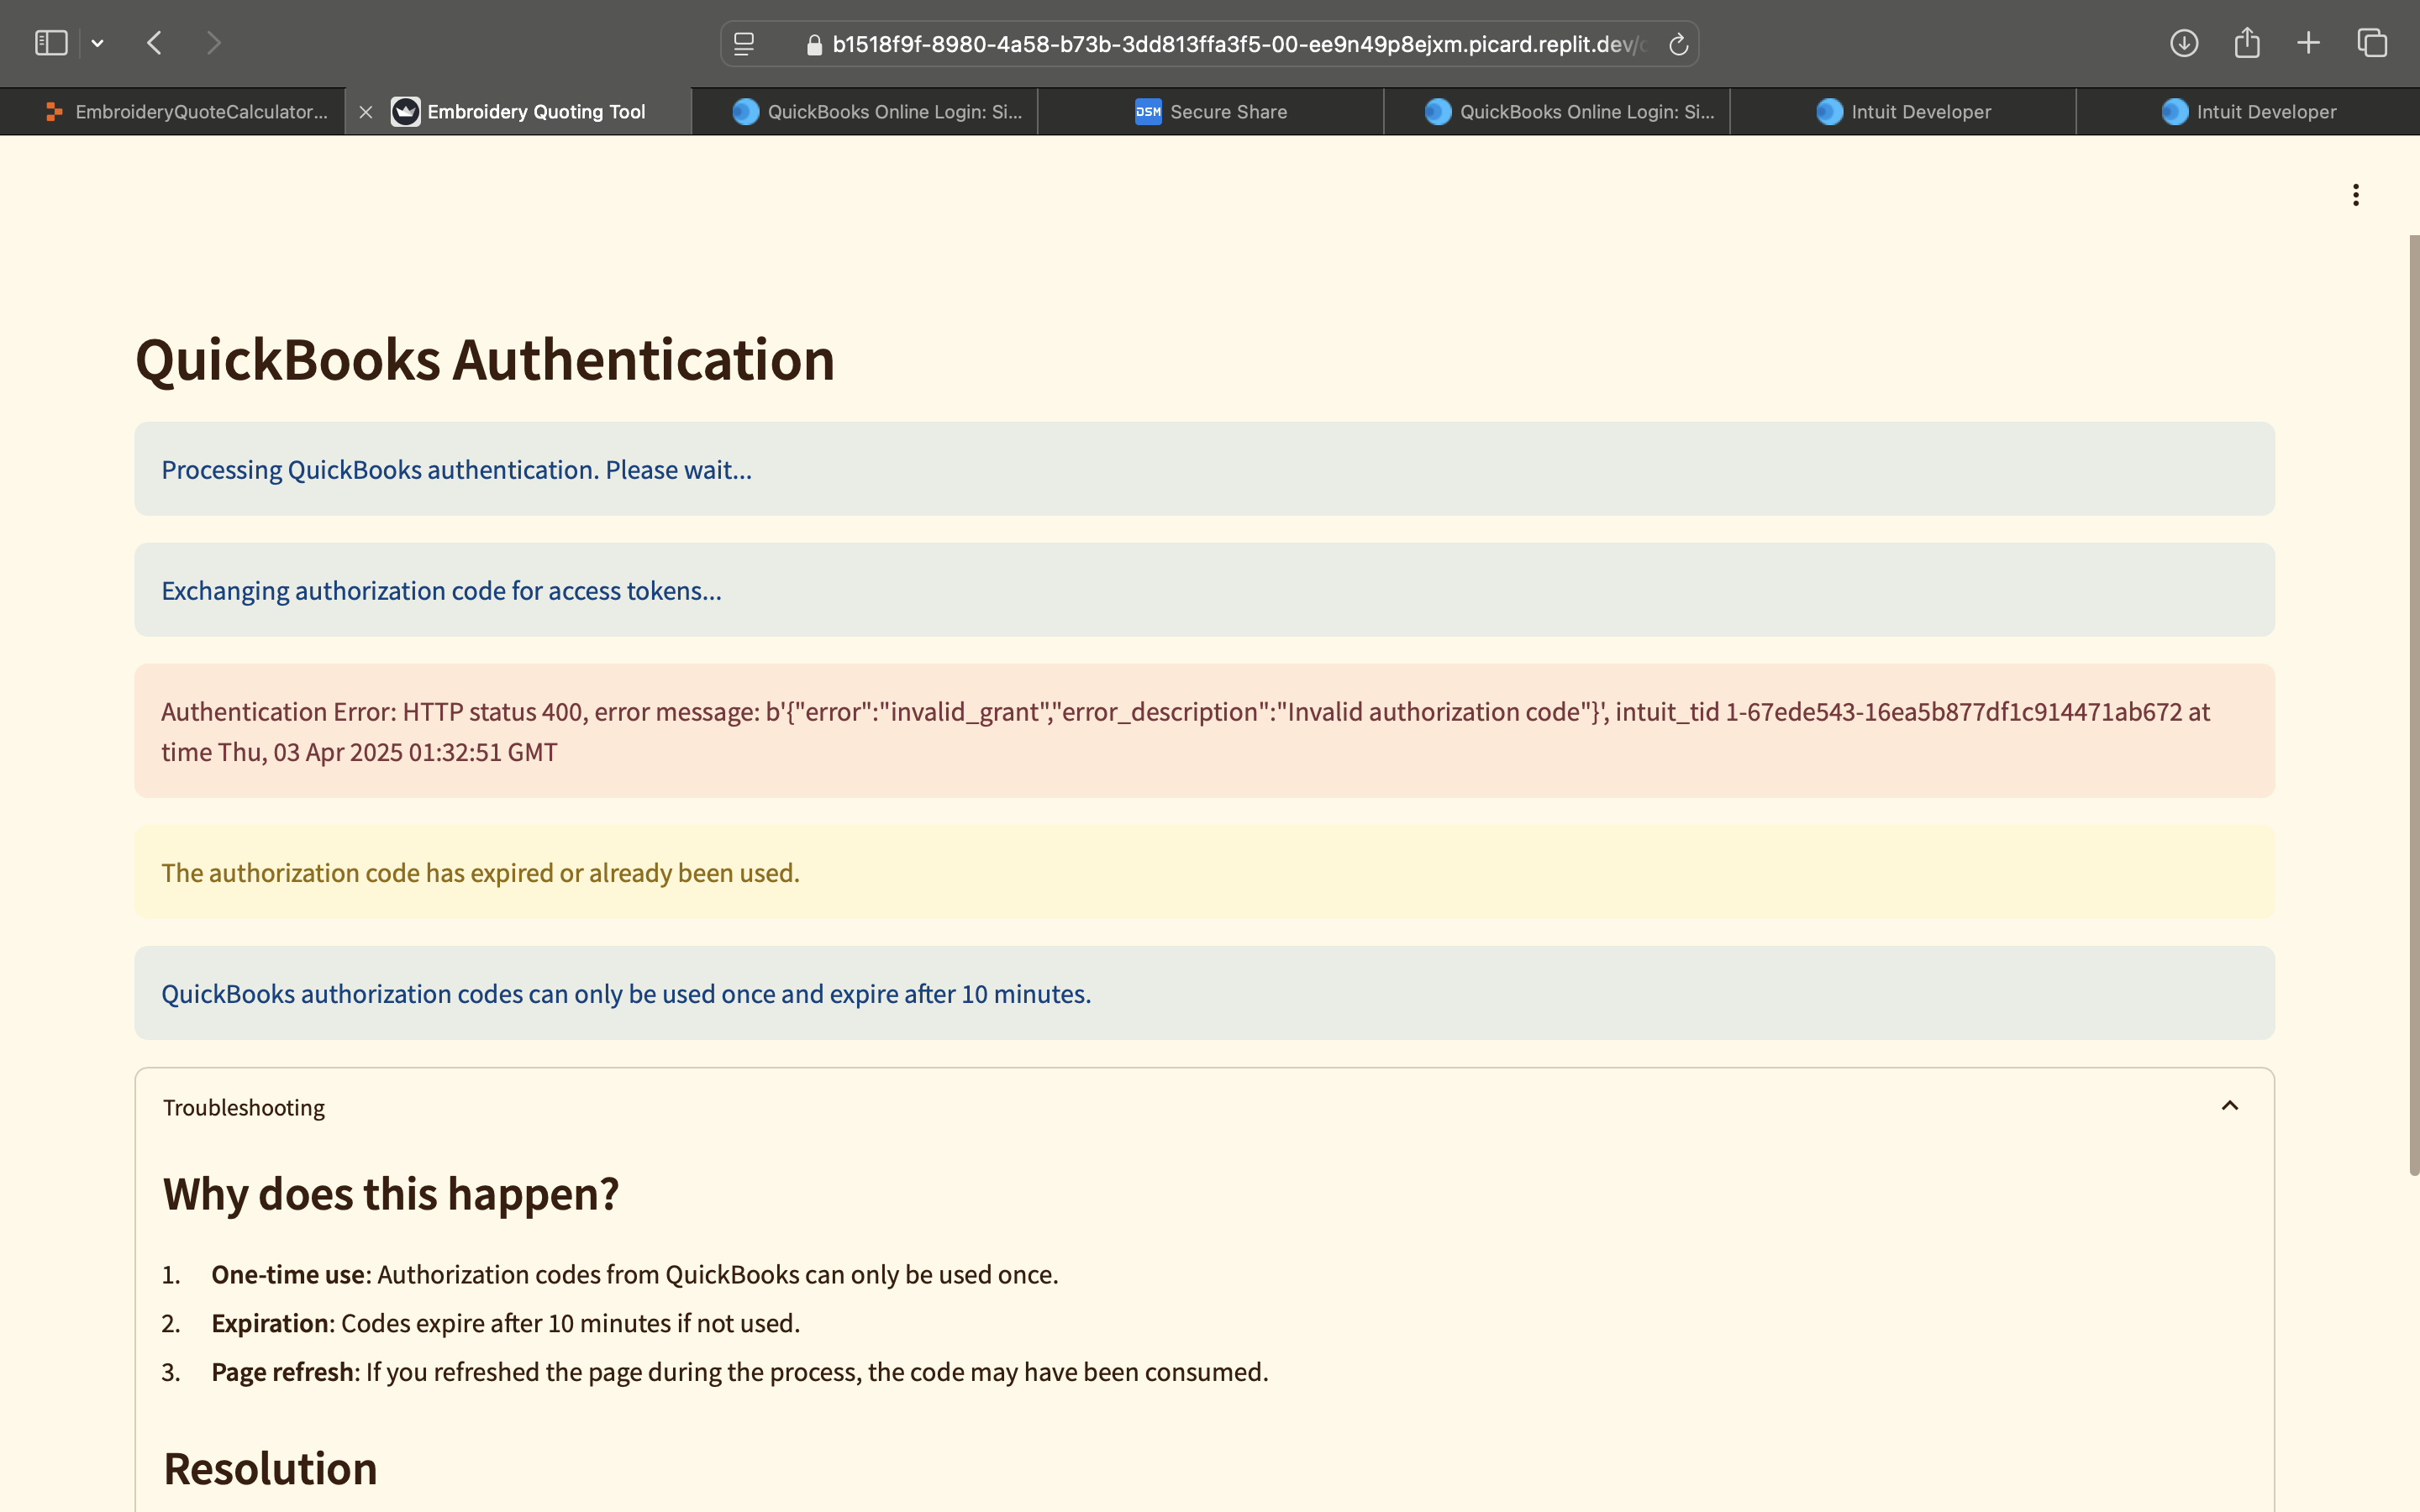 b1518f9f-8980-4a58-b73b-3dd813ffa3f5-00-ee9n49p8ejxm.picard.replit.dev/
EmbroideryQuoteCalculator...
Embroidery Quoting Tool
QuickBooks Online Login: Si...
DSM
Secure Share
QuickBooks Online Login: Si...
Intuit Developer
Intuit Developer
QuickBooks Authentication
Processing QuickBooks authentication. Please wait...
Exchanging authorization code for access tokens...
Authentication Error: HTTP status 400, error message: b'{"error":"invalid_grant","error_description":"Invalid authorization code"}', intuit_tid 1-67ede543-16ea5b877df1c914471ab672 at
time Thu, 03 Apr 2025 01:32:51 GMT
The authorization code has expired or already been used.
QuickBooks authorization codes can only be used once and expire after 10 minutes.
Troubleshooting
Why does this happen?
1. One-time use: Authorization codes from QuickBooks can only be used once.
2. Expiration: Codes expire after 10 minutes if not used.
3. Page refresh: If you refreshed the page during the process, the code may have been consumed.
Resolution